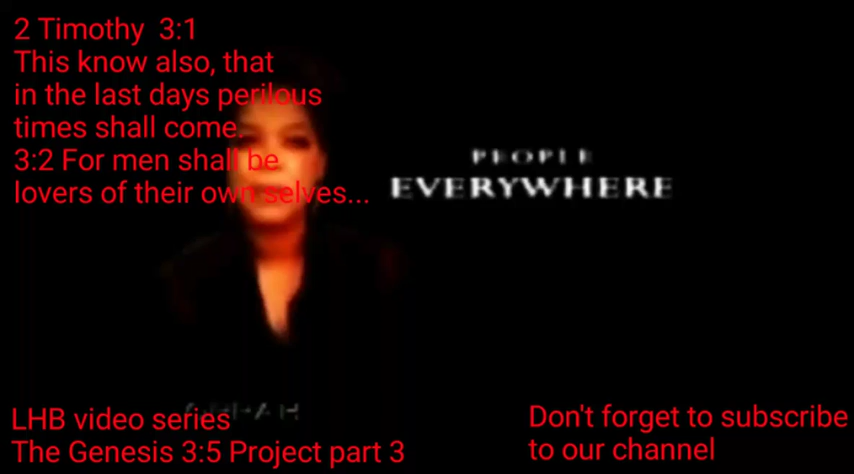 2 Timothy 3:1
This know also, that
in the last days perilous
times shall come.
3:2 For men shall be
lovers of their own selves...
PEOPLE
EVERYWHERE
LHB video series
The Genesis 3:5 Project part 3
Don't forget to subscribe
to our channel